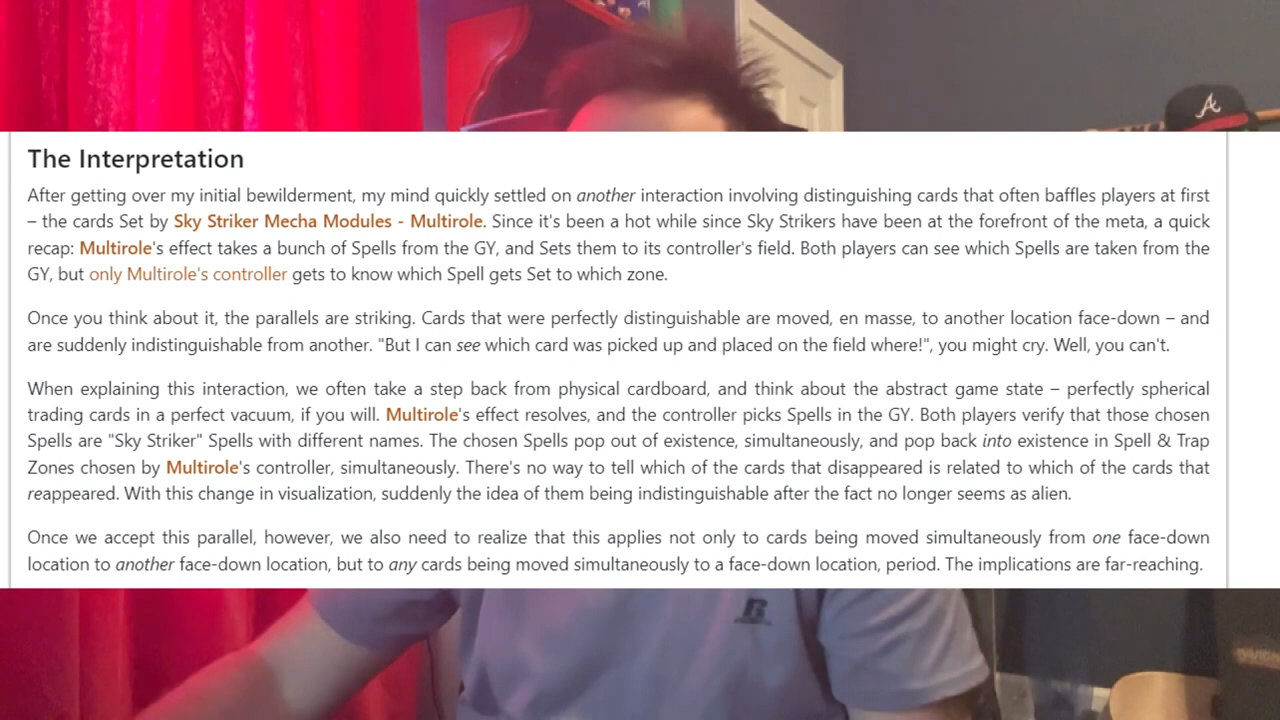 The Interpretation
After getting over my initial bewilderment, my mind quickly settled on another interaction involving distinguishing cards that often baffles players at first
– the cards Set by Sky Striker Mecha Modules - Multirole. Since it's been a hot while since Sky Strikers have been at the forefront of the meta, a quick
recap: Multirole's effect takes a bunch of Spells from the GY, and Sets them to its controller's field. Both players can see which Spells are taken from the
GY, but only Multirole's controller gets to know which Spell gets Set to which zone.
Once you think about it, the parallels are striking. Cards that were perfectly distinguishable are moved, en masse, to another location face-down – and
are suddenly indistinguishable from another. "But I can see which card was picked up and placed on the field where!", you might cry. Well, you can't.
When explaining this interaction, we often take a step back from physical cardboard, and think about the abstract game state – perfectly spherical
trading cards in a perfect vacuum, if you will. Multirole's effect resolves, and the controller picks Spells in the GY. Both players verify that those chosen
Spells are "Sky Striker" Spells with different names. The chosen Spells pop out of existence, simultaneously, and pop back into existence in Spell & Trap
Zones chosen by Multirole's controller, simultaneously. There's no way to tell which of the cards that disappeared is related to which of the cards that
reappeared. With this change in visualization, suddenly the idea of them being indistinguishable after the fact no longer seems as alien.
Once we accept this parallel, however, we also need to realize that this applies not only to cards being moved simultaneously from one face-down
location to another face-down location, but to any cards being moved simultaneously to a face-down location, period. The implications are far-reaching.